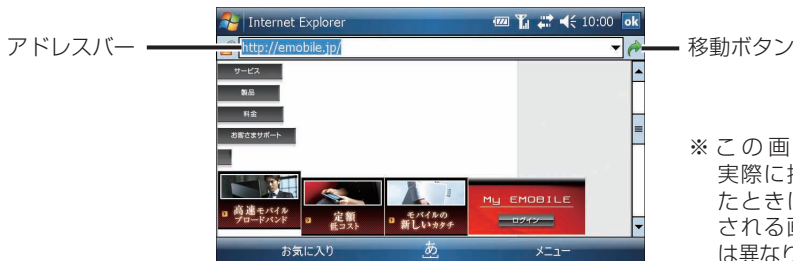 Internet Explorer 10:00 ok
アドレスバー
http://emobile.jp/
移動ボタン
サービス
製品
料金
お客さまサポート
高速モバイル
ブロードバンド
定額
低コスト
モバイルの
新しいカタチ
My EMOBILE
ログイン
お気に入り あ メニュー
※この画
実際に接
たときに
される画
は異なり